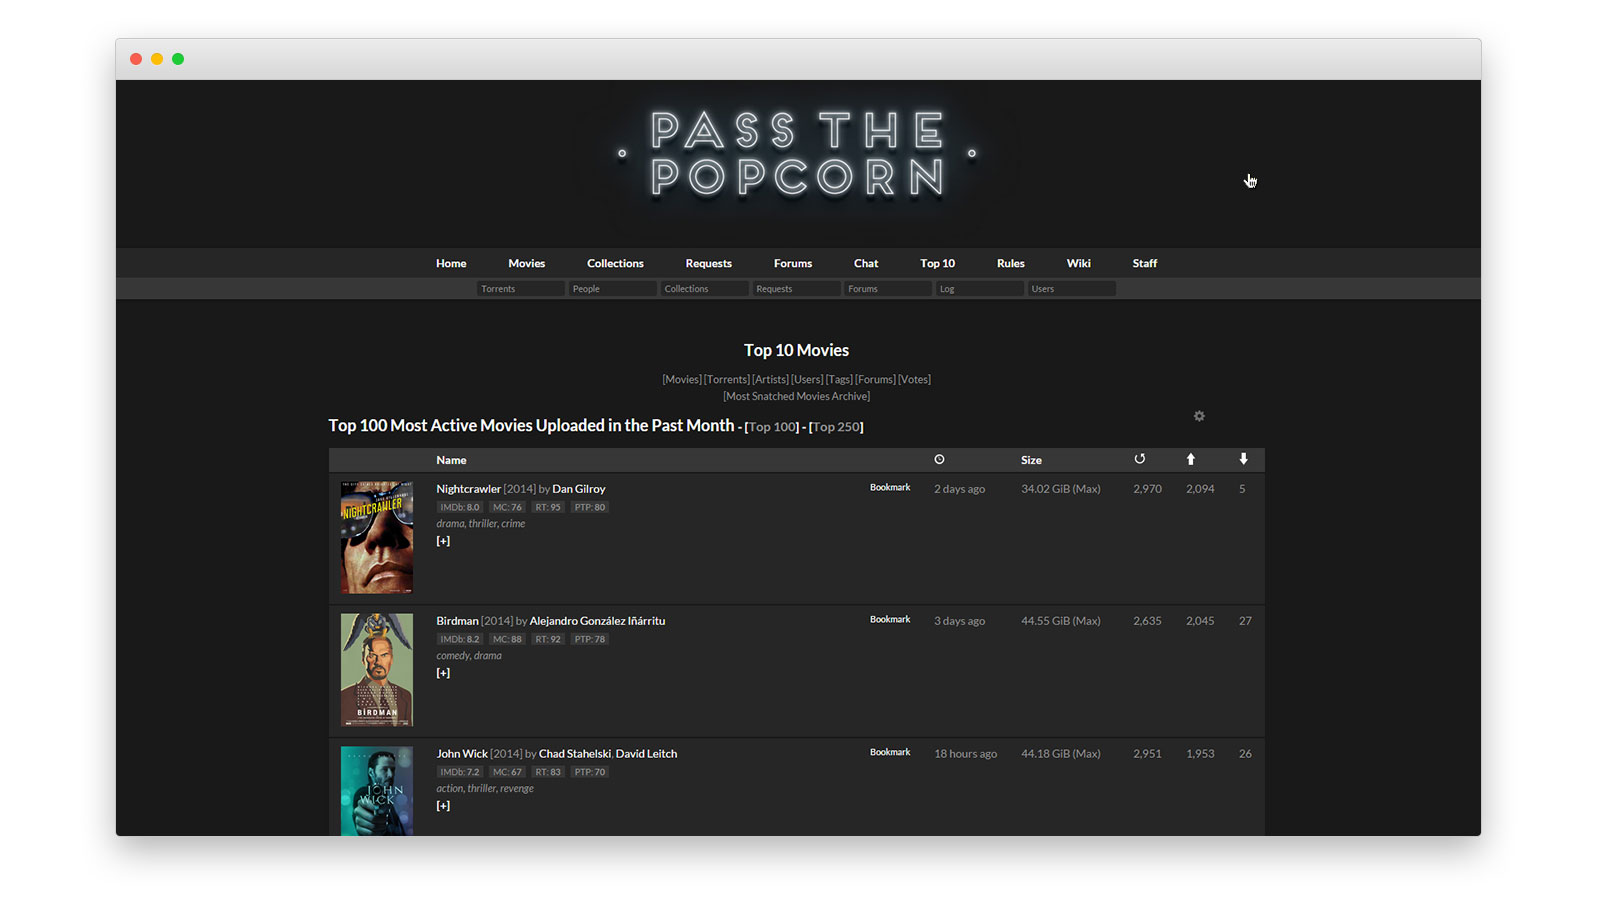 PASS THE
POPCORN
Home Movies Collections Requests Forums Chat Top 10 Rules Wiki Staff
Torrents People Collections Requests Forums Log Users
Top 10 Movies
[Movies] [Torrents] [Artists] [Users] [Tags] [Forums] [Votes]
[Most Snatched Movies Archive]
Top 100 Most Active Movies Uploaded in the Past Month - [Top 100] - [Top 250]
Name Size
NIGHTCRAWLER
Nightcrawler [2014] by Dan Gilroy Bookmark 2 days ago 34.02 GiB (Max) 2,970 2,094 5
IMDb: 8.0 MC: 76 RT: 95 PTP: 80
drama, thriller, crime
[+]
Birdman [2014] by Alejandro González Iñárritu Bookmark 3 days ago 44.55 GiB (Max) 2,635 2,045 27
IMDb: 8.2 MC: 88 RT: 92 PTP: 78
comedy, drama
[+]
BIRDMAN
John Wick [2014] by Chad Stahelski, David Leitch Bookmark 18 hours ago 44.18 GiB (Max) 2,951 1,953 26
IMDb: 7.2 MC: 67 RT: 83 PTP: 70
action, thriller, revenge
[+]
JOHN
WICK